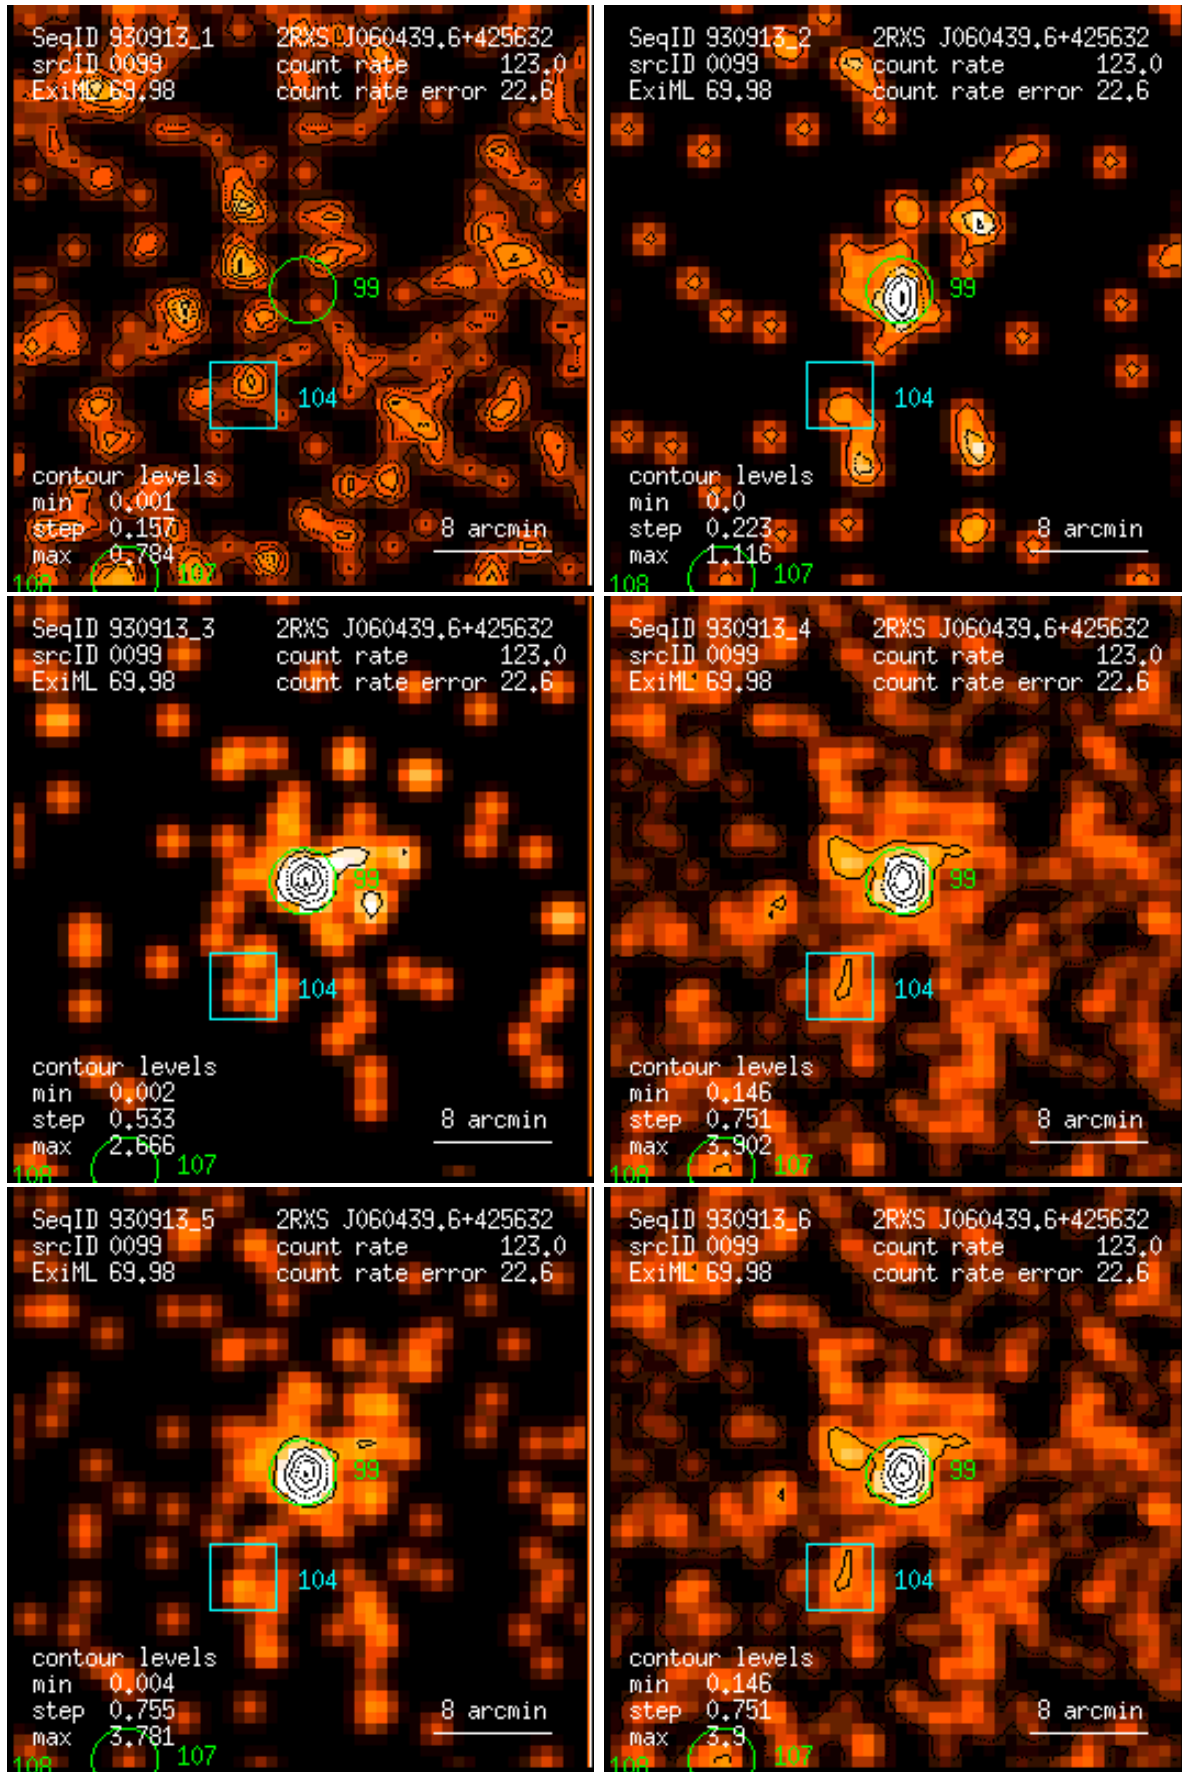 SeqID 930913_1 2RXS J060439.6+425632
srcID 0099 count rate 123.0
ExiML 69.98 count rate error 22.6
99
104
contour levels
min 0.001
step 0.157
max 0.784
8 arcmin
108 107
SeqID 930913_2 2RXS J060439.6+425632
srcID 0099 count rate 123.0
ExiML 69.98 count rate error 22.6
99
104
contour levels
min 0.0
step 0.223
max 1.116
8 arcmin
108 107
SeqID 930913_3 2RXS J060439.6+425632
srcID 0099 count rate 123.0
ExiML 69.98 count rate error 22.6
99
104
contour levels
min 0.002
step 0.533
max 2.666
8 arcmin
108 107
SeqID 930913_4 2RXS J060439.6+425632
srcID 0099 count rate 123.0
ExiML 69.98 count rate error 22.6
99
104
contour levels
min 0.146
step 0.751
max 3.902
8 arcmin
108 107
SeqID 930913_5 2RXS J060439.6+425632
srcID 0099 count rate 123.0
ExiML 69.98 count rate error 22.6
99
104
contour levels
min 0.004
step 0.755
max 3.781
8 arcmin
108 107
SeqID 930913_6 2RXS J060439.6+425632
srcID 0099 count rate 123.0
ExiML 69.98 count rate error 22.6
99
104
contour levels
min 0.146
step 0.751
max 3.9
8 arcmin
108 107